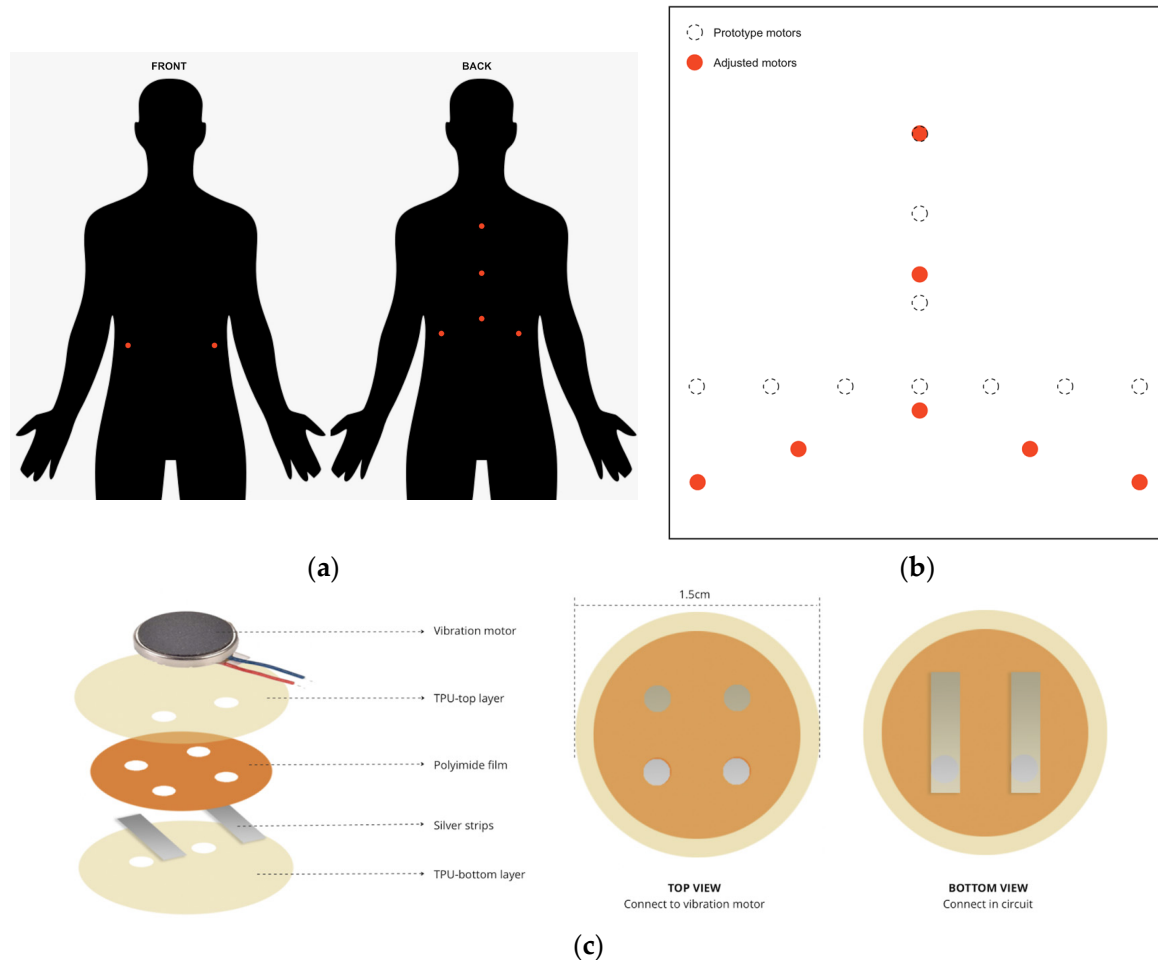 FRONT
BACK
(a)
Prototype motors
Adjusted motors
(b)
Vibration motor
TPU-top layer
Polyimide film
Silver strips
TPU-bottom layer
1.5cm
TOP VIEW
Connect to vibration motor
BOTTOM VIEW
Connect in circuit
(c)